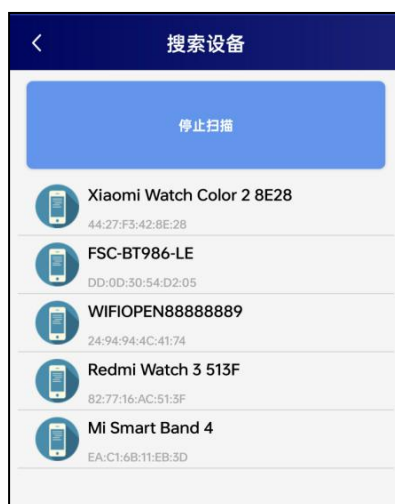 搜索设备
停止扫描
Xiaomi Watch Color 2 8E28
44:27:F3:42:8E:28
FSC-BT986-LE
DD:0D:30:54:D2:05
WIFIOPEN88888889
24:94:94:4C:41:74
Redmi Watch 3 513F
82:77:16:AC:51:3F
Mi Smart Band 4
EA:C1:6B:11:EB:3D